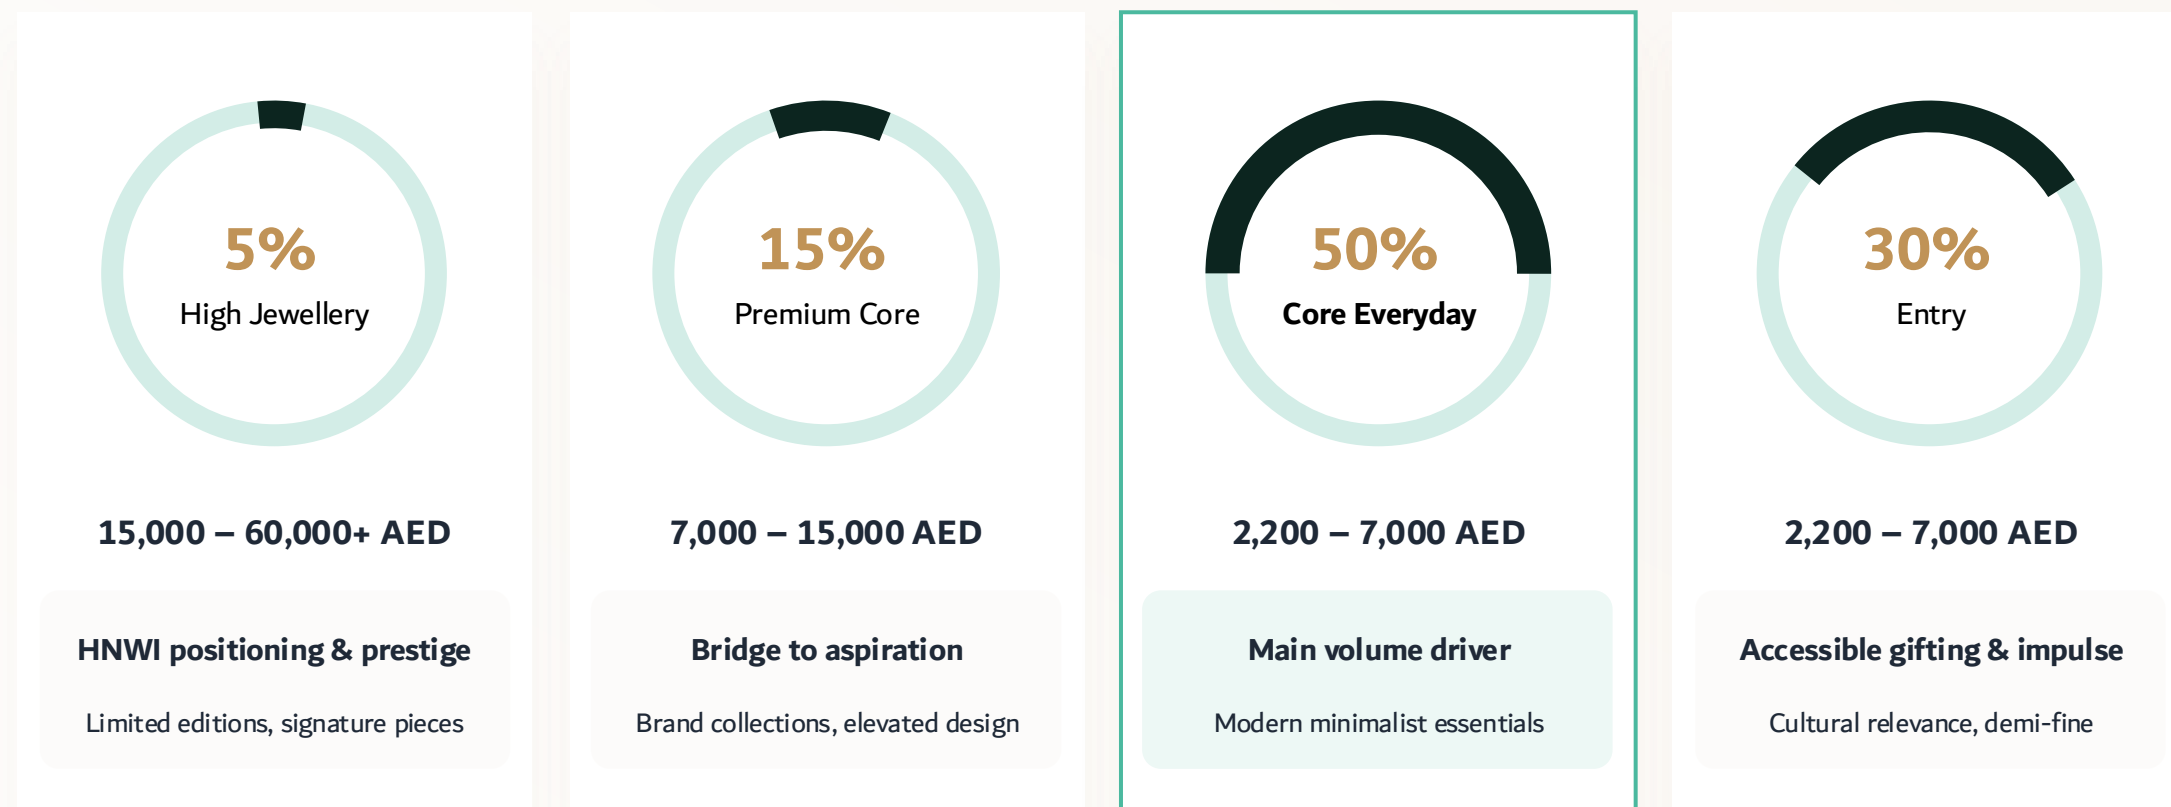 5%
High Jewellery
15,000 – 60,000+ AED
HNWI positioning & prestige
Limited editions, signature pieces
15%
Premium Core
7,000 – 15,000 AED
Bridge to aspiration
Brand collections, elevated design
50%
Core Everyday
2,200 – 7,000 AED
Main volume driver
Modern minimalist essentials
30%
Entry
2,200 – 7,000 AED
Accessible gifting & impulse
Cultural relevance, demi-fine